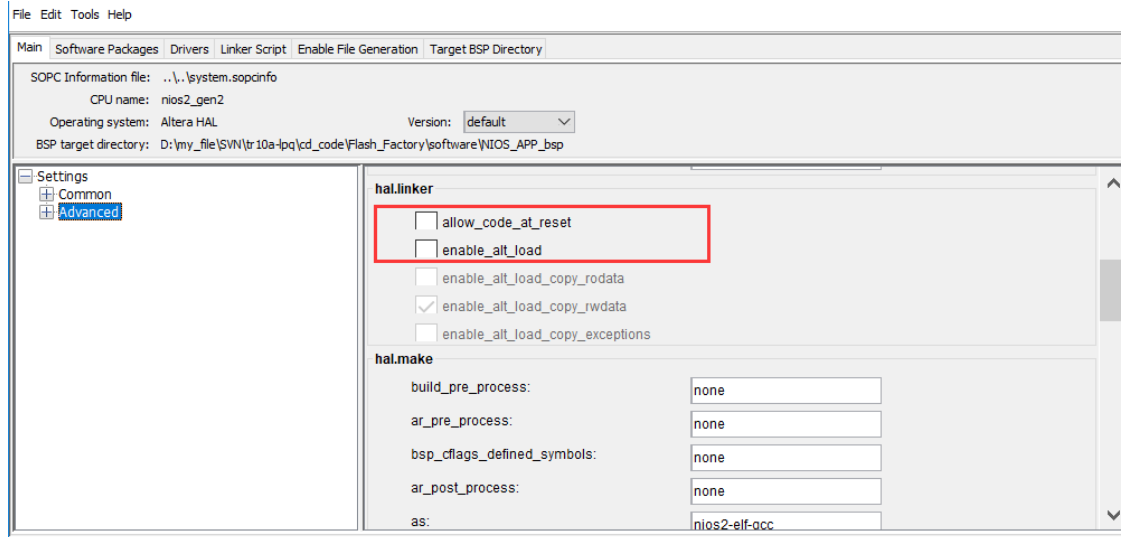 File Edit Tools Help
Main Software Packages Drivers Linker Script Enable File Generation Target BSP Directory
SOPC Information file: ..\..\system.sopcinfo
CPU name: nios2_gen2
Operating system: Altera HAL Version: default
BSP target directory: D:\my_file\SVN\tr10a-lpq\cd_code\Flash_Factory\software\NIOS_APP_bsp
Settings
Common
Advanced
hal.linker
allow_code_at_reset
enable_alt_load
enable_alt_load_copy_rodata
enable_alt_load_copy_rwdata
enable_alt_load_copy_exceptions
hal.make
build_pre_process: none
ar_pre_process: none
bsp_cflags_defined_symbols: none
ar_post_process: none
as: nios2-elf-gcc